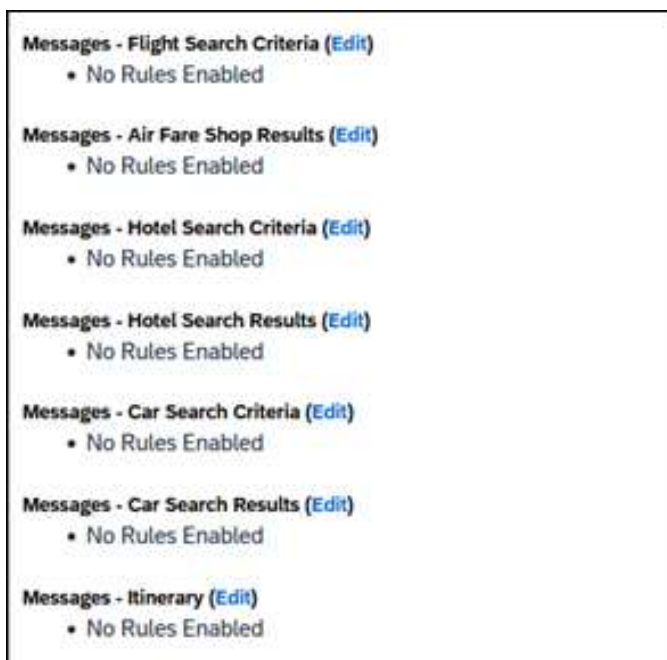 Messages - Flight Search Criteria (Edit)
• No Rules Enabled
Messages - Air Fare Shop Results (Edit)
• No Rules Enabled
Messages - Hotel Search Criteria (Edit)
• No Rules Enabled
Messages - Hotel Search Results (Edit)
• No Rules Enabled
Messages - Car Search Criteria (Edit)
• No Rules Enabled
Messages - Car Search Results (Edit)
• No Rules Enabled
Messages - Itinerary (Edit)
• No Rules Enabled